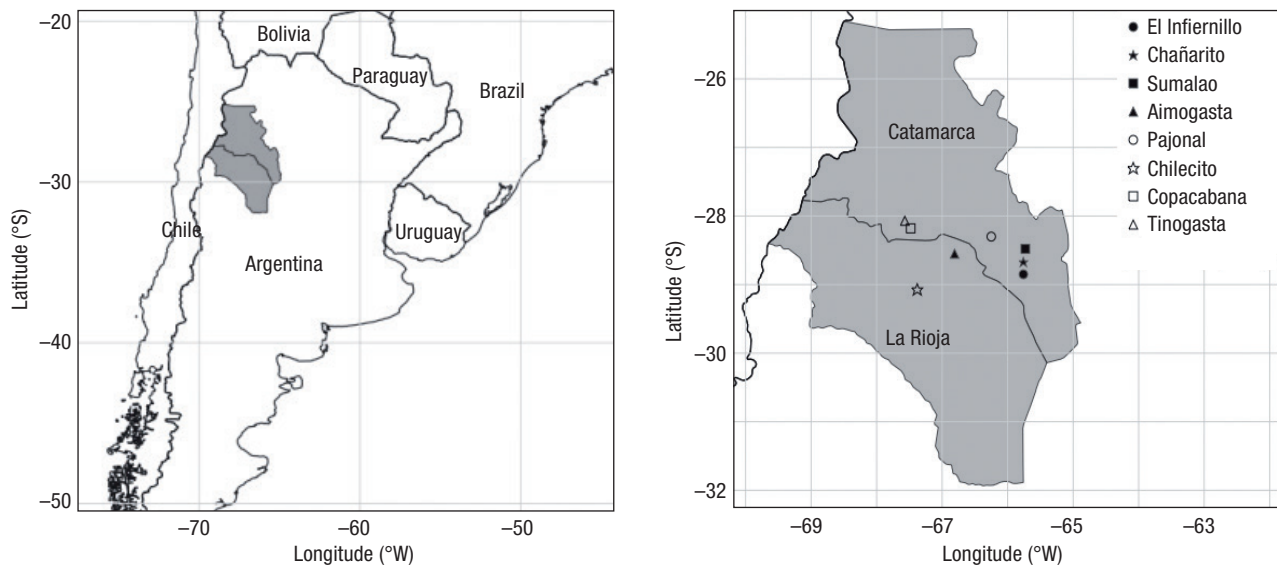 −20
−30
−40
−50
Latitude (°S)
Bolivia
Paraguay
Brazil
Chile
Uruguay
Argentina
−70
−60
−50
Longitude (°W)
−26
−28
−30
−32
Latitude (°S)
Catamarca
La Rioja
El Infiernillo
Chañarito
Sumalao
Aimogasta
Pajonal
Chilecito
Copacabana
Tinogasta
−69
−67
−65
−63
Longitude (°W)